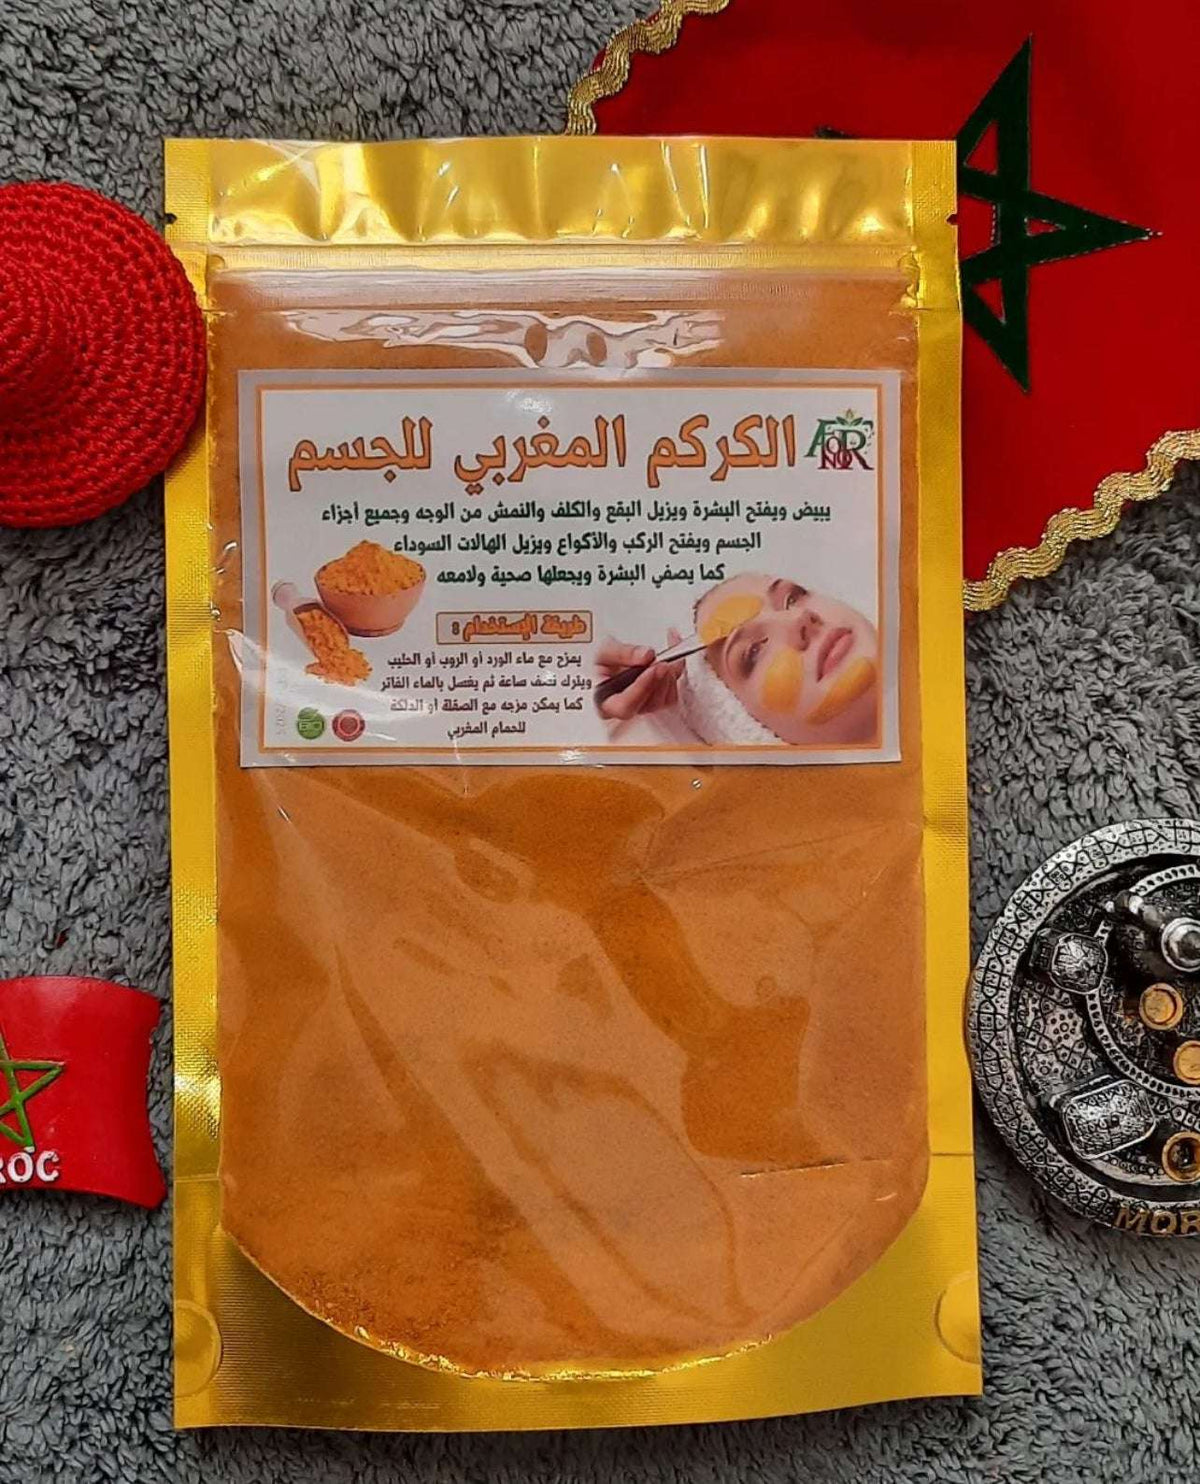 الكركم المغربي للجسم
يبيض ويفتح البشرة ويزيل البقع والكلف والنمش من الوجه وجميع أجزاء
الجسم ويفتح الركب والأكواع ويزيل الهالات السوداء
كما يصفي البشرة ويجعلها صحية ولامعه
طريقة الإستخدام :
يمزج مع ماء الورد أو الروب أو الحليب
ويترك نصف ساعة ثم يغصل بالماء الفاتر
كما يمكن مزجه مع الصقلة أو الدلكة
للحمام المغربي
ROC
MOR